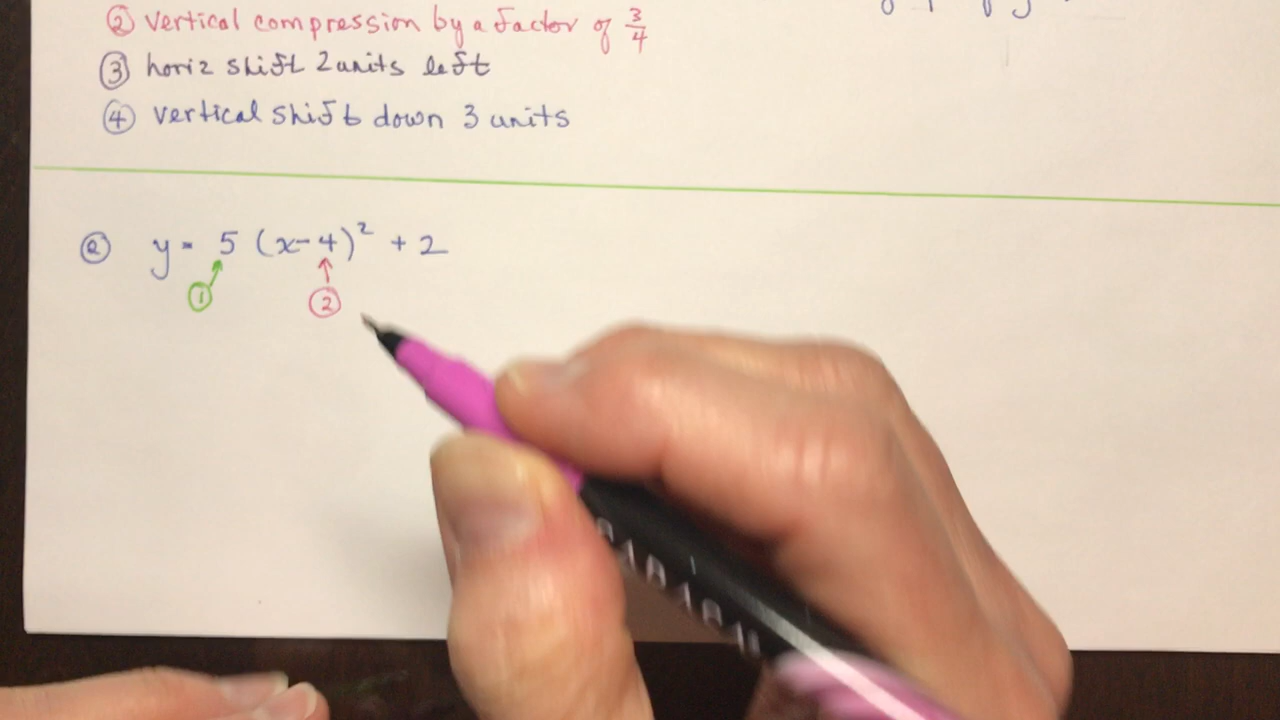 ② vertical compression by a factor of 3/4
③ horiz shift 2 units left
④ vertical shift down 3 units
② y = 5 (x-4)² + 2
① ②